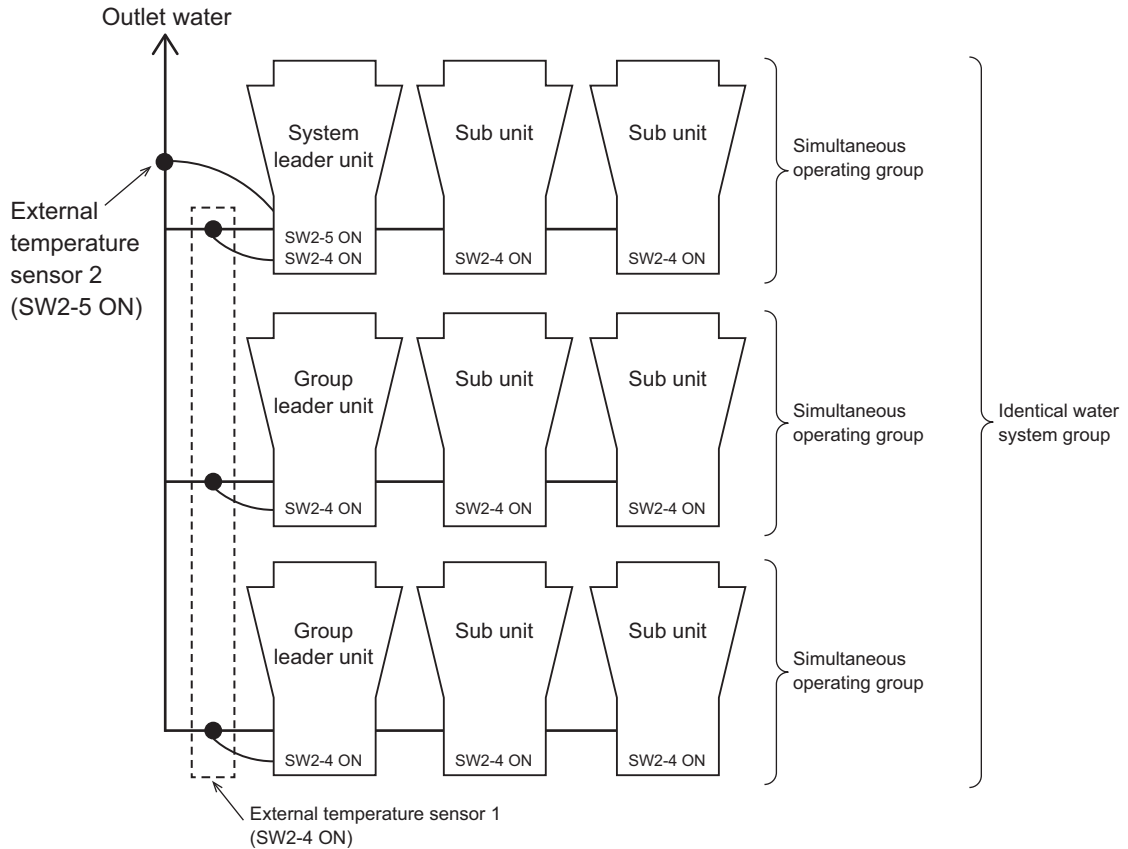 Outlet water
System
leader unit
Sub unit
Sub unit
Simultaneous
operating group
External
temperature
sensor 2
(SW2-5 ON)
SW2-5 ON
SW2-4 ON
SW2-4 ON
SW2-4 ON
Group
leader unit
Sub unit
Sub unit
Simultaneous
operating group
Identical water
system group
SW2-4 ON
SW2-4 ON
SW2-4 ON
Group
leader unit
Sub unit
Sub unit
Simultaneous
operating group
SW2-4 ON
SW2-4 ON
SW2-4 ON
External temperature sensor 1
(SW2-4 ON)